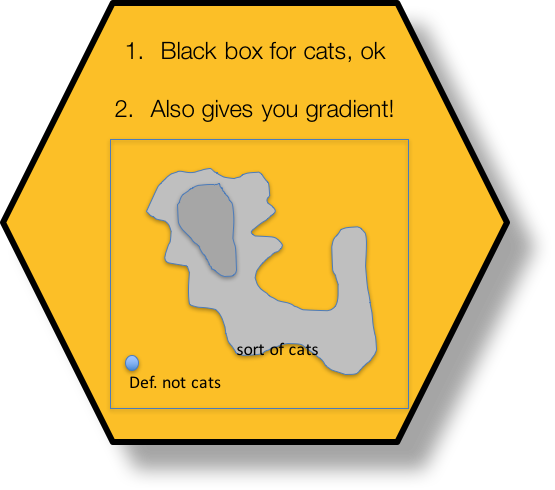 1. Black box for cats, ok
2. Also gives you gradient!
sort of cats
Def. not cats